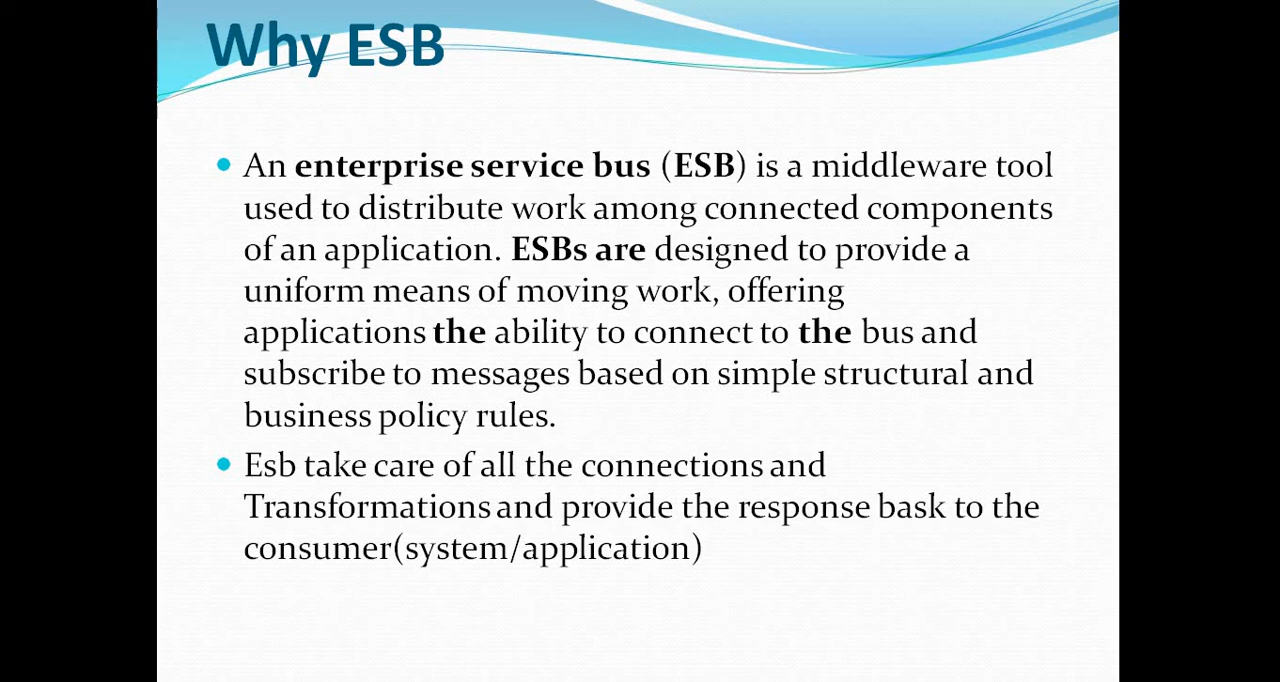 Why ESB
An enterprise service bus (ESB) is a middleware tool
used to distribute work among connected components
of an application. ESBs are designed to provide a
uniform means of moving work, offering
applications the ability to connect to the bus and
subscribe to messages based on simple structural and
business policy rules.
Esb take care of all the connections and
Transformations and provide the response bask to the
consumer(system/application)